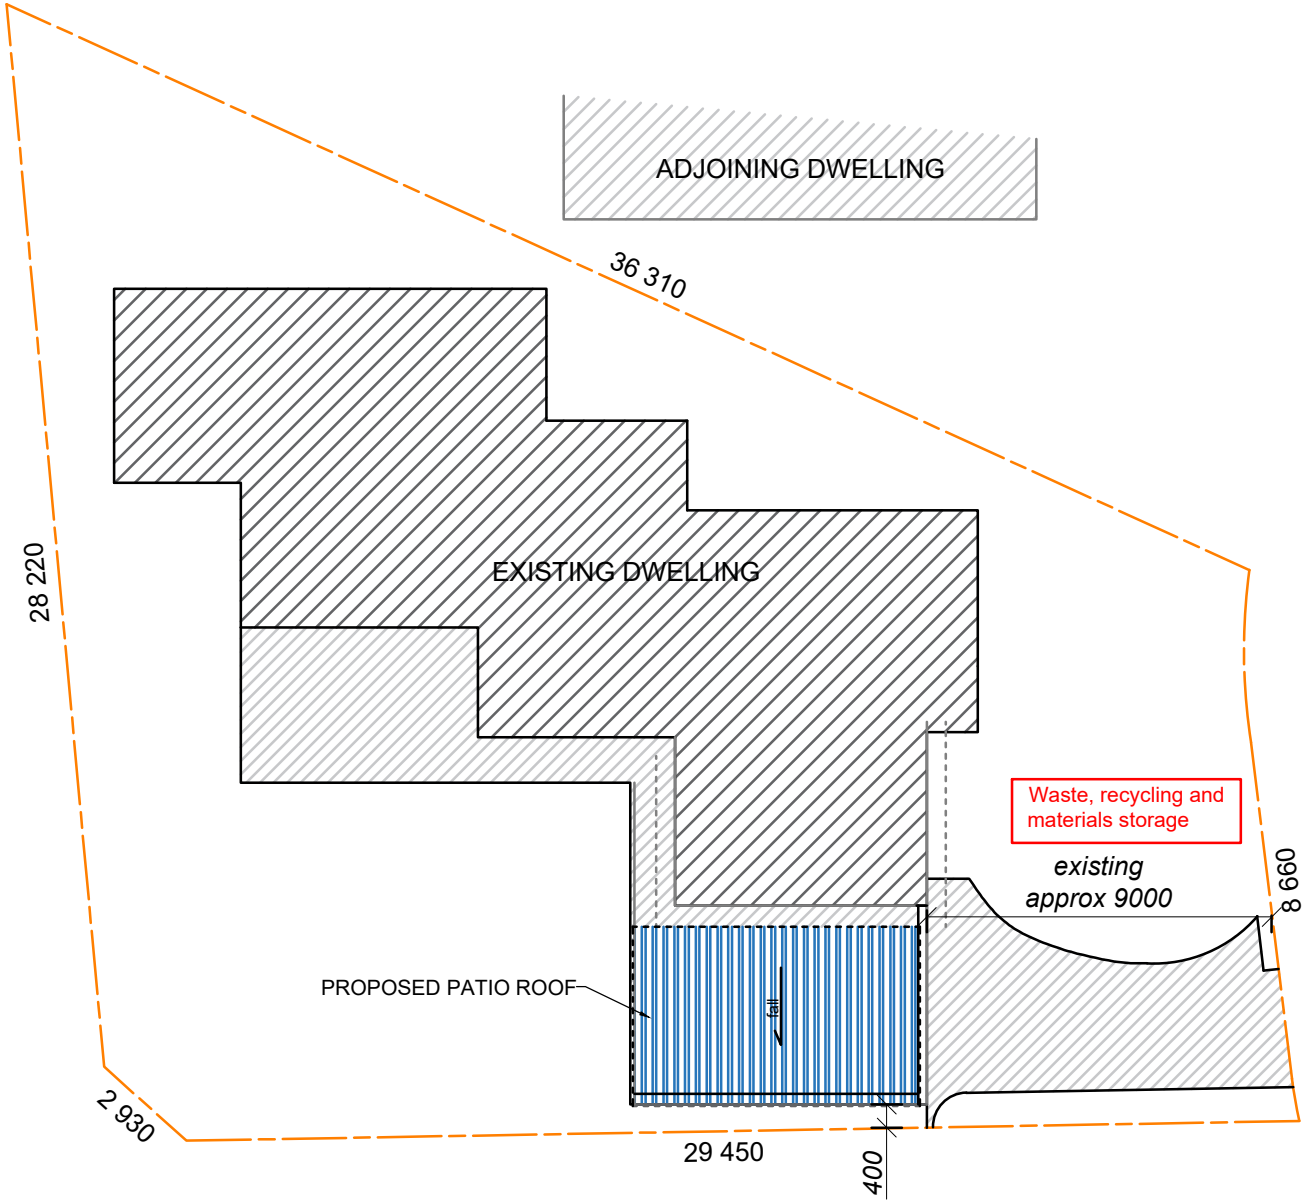 ADJOINING DWELLING
36 310
EXISTING DWELLING
28 220
Waste, recycling and
materials storage
existing
approx 9000
8 660
PROPOSED PATIO ROOF
fall
2 930
29 450
400